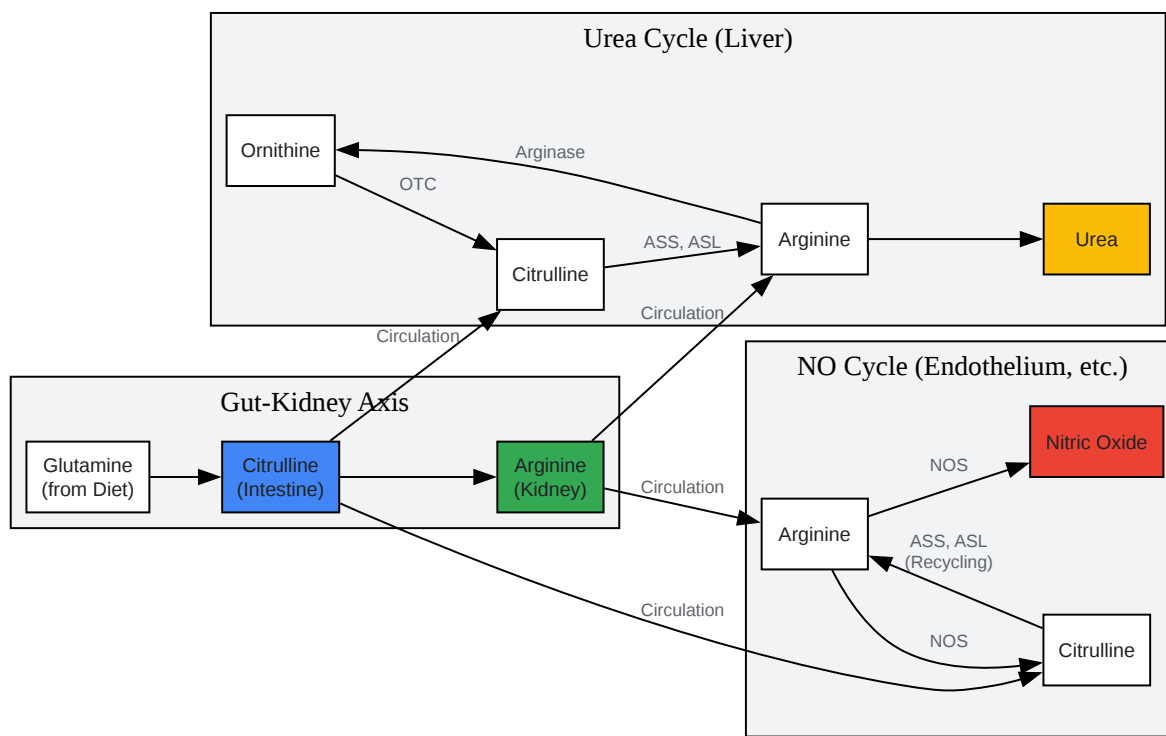 Urea Cycle (Liver)
Ornithine
Arginase
OTC
Citrulline
ASS, ASL
Arginine
Urea
Circulation
Circulation
Gut-Kidney Axis
Glutamine
(from Diet)
Citrulline
(Intestine)
Arginine
(Kidney)
Circulation
Circulation
NO Cycle (Endothelium, etc.)
Nitric Oxide
NOS
Arginine
ASS, ASL
(Recycling)
NOS
Citrulline